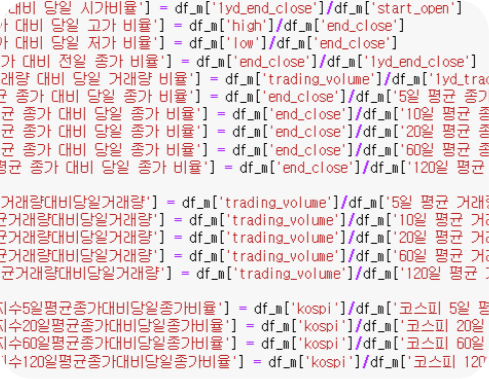 대비 당일 시가비율'] = df_m['1yd_end_close']/df_m['start_open']
대비 당일 고가 비율'] = df_m['high']/df_m['end_close']
대비 당일 저가 비율'] = df_m['low']/df_m['end_close']
가 대비 전일 종가 비율'] = df_m['end_close']/df_m['1yd_end_close']
래량 대비 당일 거래량 비율'] = df_m['trading_volume']/df_m['1yd_trad
종가 대비 당일 종가 비율'] = df_m['end_close']/df_m['5일 평균 종가
균 종가 대비 당일 종가 비율'] = df_m['end_close']/df_m['10일 평균 종
균 종가 대비 당일 종가 비율'] = df_m['end_close']/df_m['20일 평균 종
균 종가 대비 당일 종가 비율'] = df_m['end_close']/df_m['60일 평균 종
평균 종가 대비 당일 종가 비율'] = df_m['end_close']/df_m['120일 평균
거래량대비당일거래량'] = df_m['trading_volume']/df_m['5일 평균 거래
균거래량대비당일거래량'] = df_m['trading_volume']/df_m['10일 평균 거
균거래량대비당일거래량'] = df_m['trading_volume']/df_m['20일 평균 거
균거래량대비당일거래량'] = df_m['trading_volume']/df_m['60일 평균 거
균거래량대비당일거래량'] = df_m['trading_volume']/df_m['120일 평균
지수5일평균종가대비당일종가비율'] = df_m['kospi']/df_m['코스피 5일 평
지수20일평균종가대비당일종가비율'] = df_m['kospi']/df_m['코스피 20일
지수60일평균종가대비당일종가비율'] = df_m['kospi']/df_m['코스피 60일
수120일평균종가대비당일종가비율'] = df_m['kospi']/df_m['코스피 120